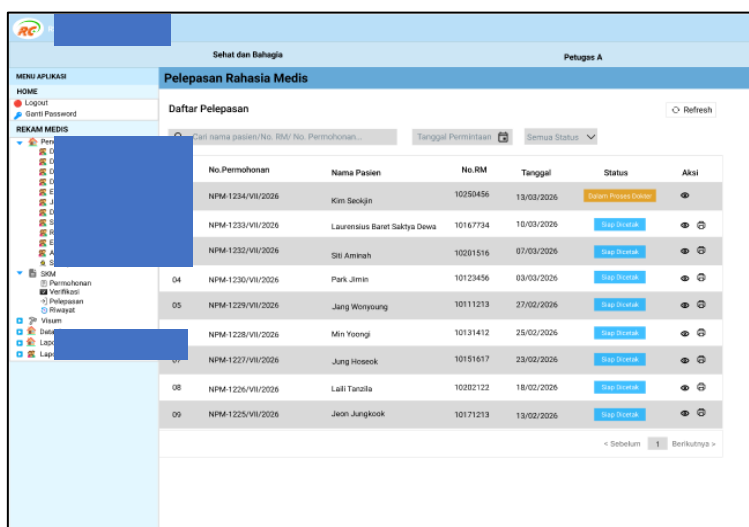 RC
Sehat dan Bahagia Petugas A
MENU APLIKASI
Pelepasan Rahasia Medis
HOME
Logout
Ganti Password
Daftar Pelepasan
Refresh
REKAM MEDIS
Cari nama pasien/No. RM/ No. Permohonan... Tanggal Permintaan Semua Status
No.Permohonan Nama Pasien No.RM Tanggal Status Aksi
NPM-1234/VII/2026 Kim Seokjin 10250456 13/03/2026 Dalam Proses Dokter
NPM-1233/VII/2026 Laurensius Baret Saktya Dewa 10167734 10/03/2026 Siap Dicetak
NPM-1232/VII/2026 Siti Aminah 10201516 07/03/2026 Siap Dicetak
04 NPM-1230/VII/2026 Park Jimin 10123456 03/03/2026 Siap Dicetak
05 NPM-1229/VII/2026 Jang Wonyoung 10111213 27/02/2026 Siap Dicetak
NPM-1228/VII/2026 Min Yoongi 10131412 25/02/2026 Siap Dicetak
07 NPM-1227/VII/2026 Jung Hoseok 10151617 23/02/2026 Siap Dicetak
08 NPM-1226/VII/2026 Laili Tanzila 10202122 18/02/2026 Siap Dicetak
09 NPM-1225/VII/2026 Jeon Jungkook 10171213 13/02/2026 Siap Dicetak
SKM
Permohonan
Verifikasi
Pelepasan
Riwayat
Visum
< Sebelum 1 Berikutnya >